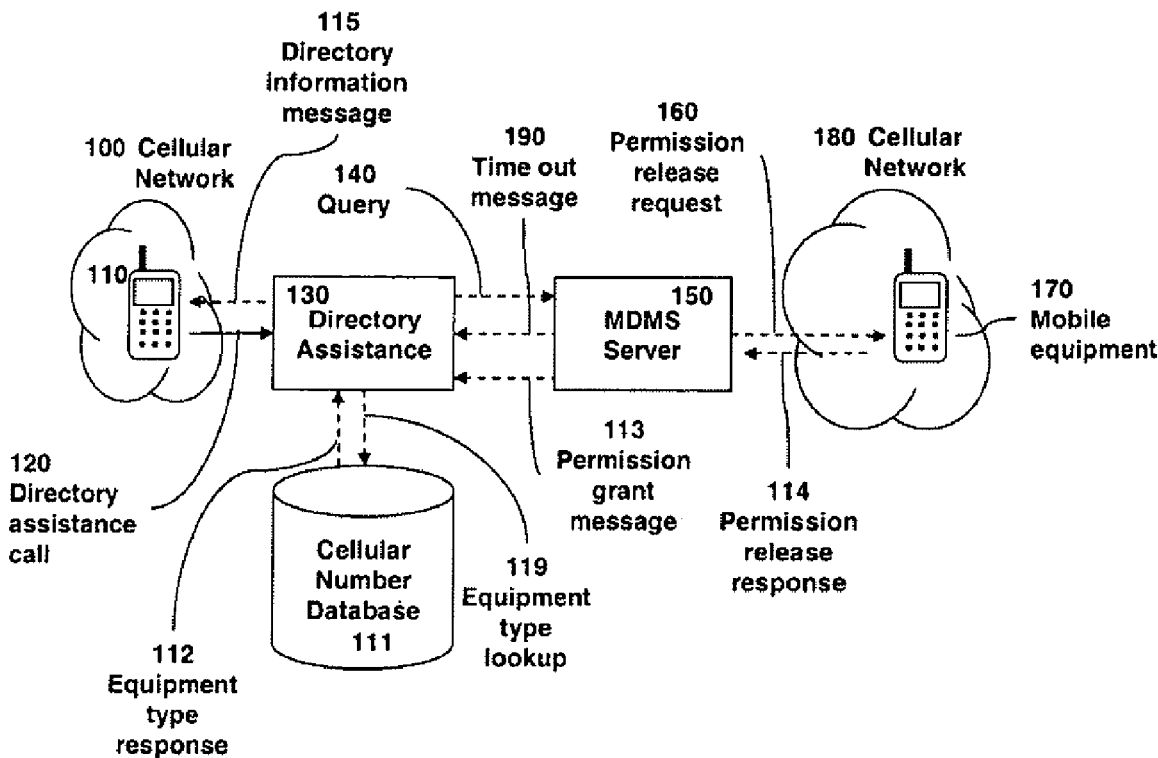 115
Directory
Information
message
100 Cellular
Network
140
Query
190
Time out
message
160
Permission
release
request
180 Cellular
Network
110
130
Directory
Assistance
150
MDMS
Server
170
Mobile
equipment
120
Directory
assistance
call
113
Permission
grant
message
114
Permission
release
response
Cellular
Number
Database
111
119
Equipment
type
lookup
112
Equipment
type
response